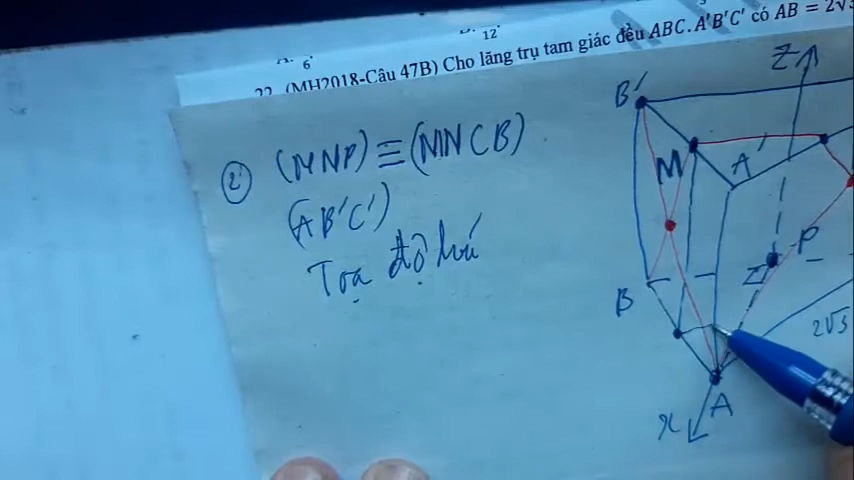 A. 6 12
22. (MH2018-Câu 47B) Cho lăng trụ tam giác đều ABC.A'B'C' có AB = 2√3
② (MNP) ≡ (MNCB)
(AB'C')
Toạ độ hoá
Z
B'
M
A'
P
I
B
2√3
A
x